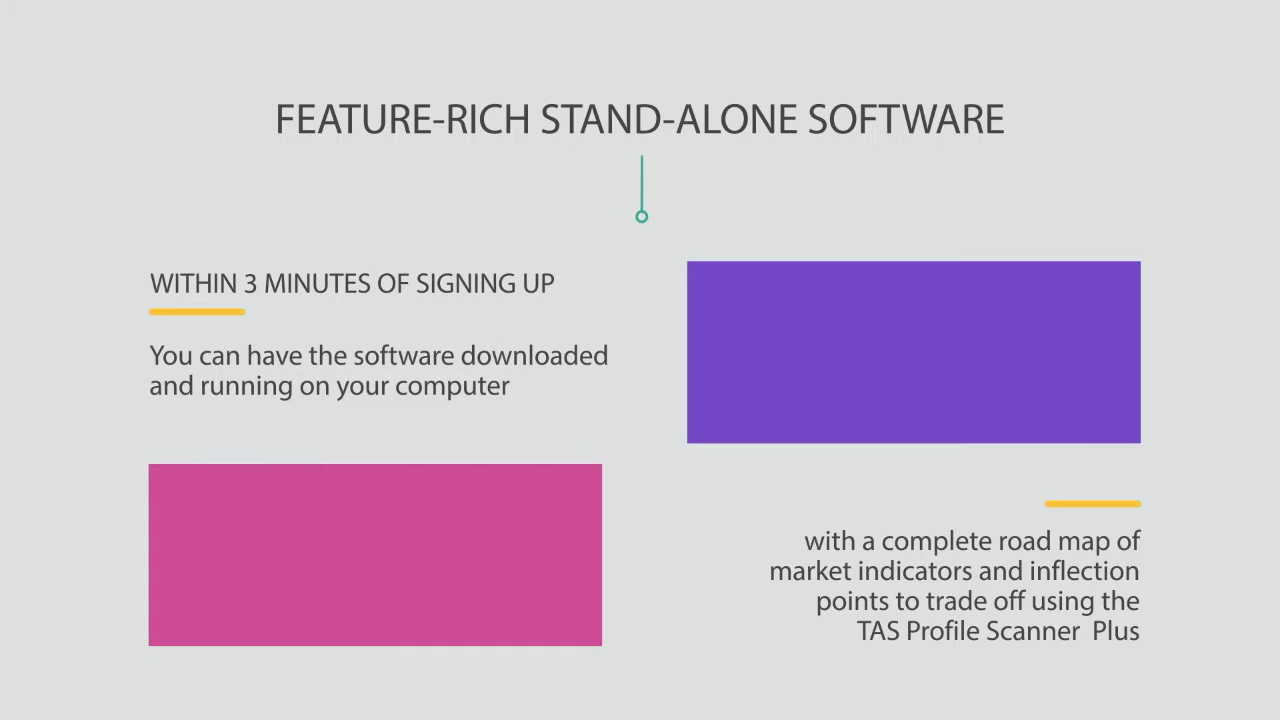 FEATURE-RICH STAND-ALONE SOFTWARE
WITHIN 3 MINUTES OF SIGNING UP
You can have the software downloaded
and running on your computer
with a complete road map of
market indicators and inflection
points to trade off using the
TAS Profile Scanner  Plus